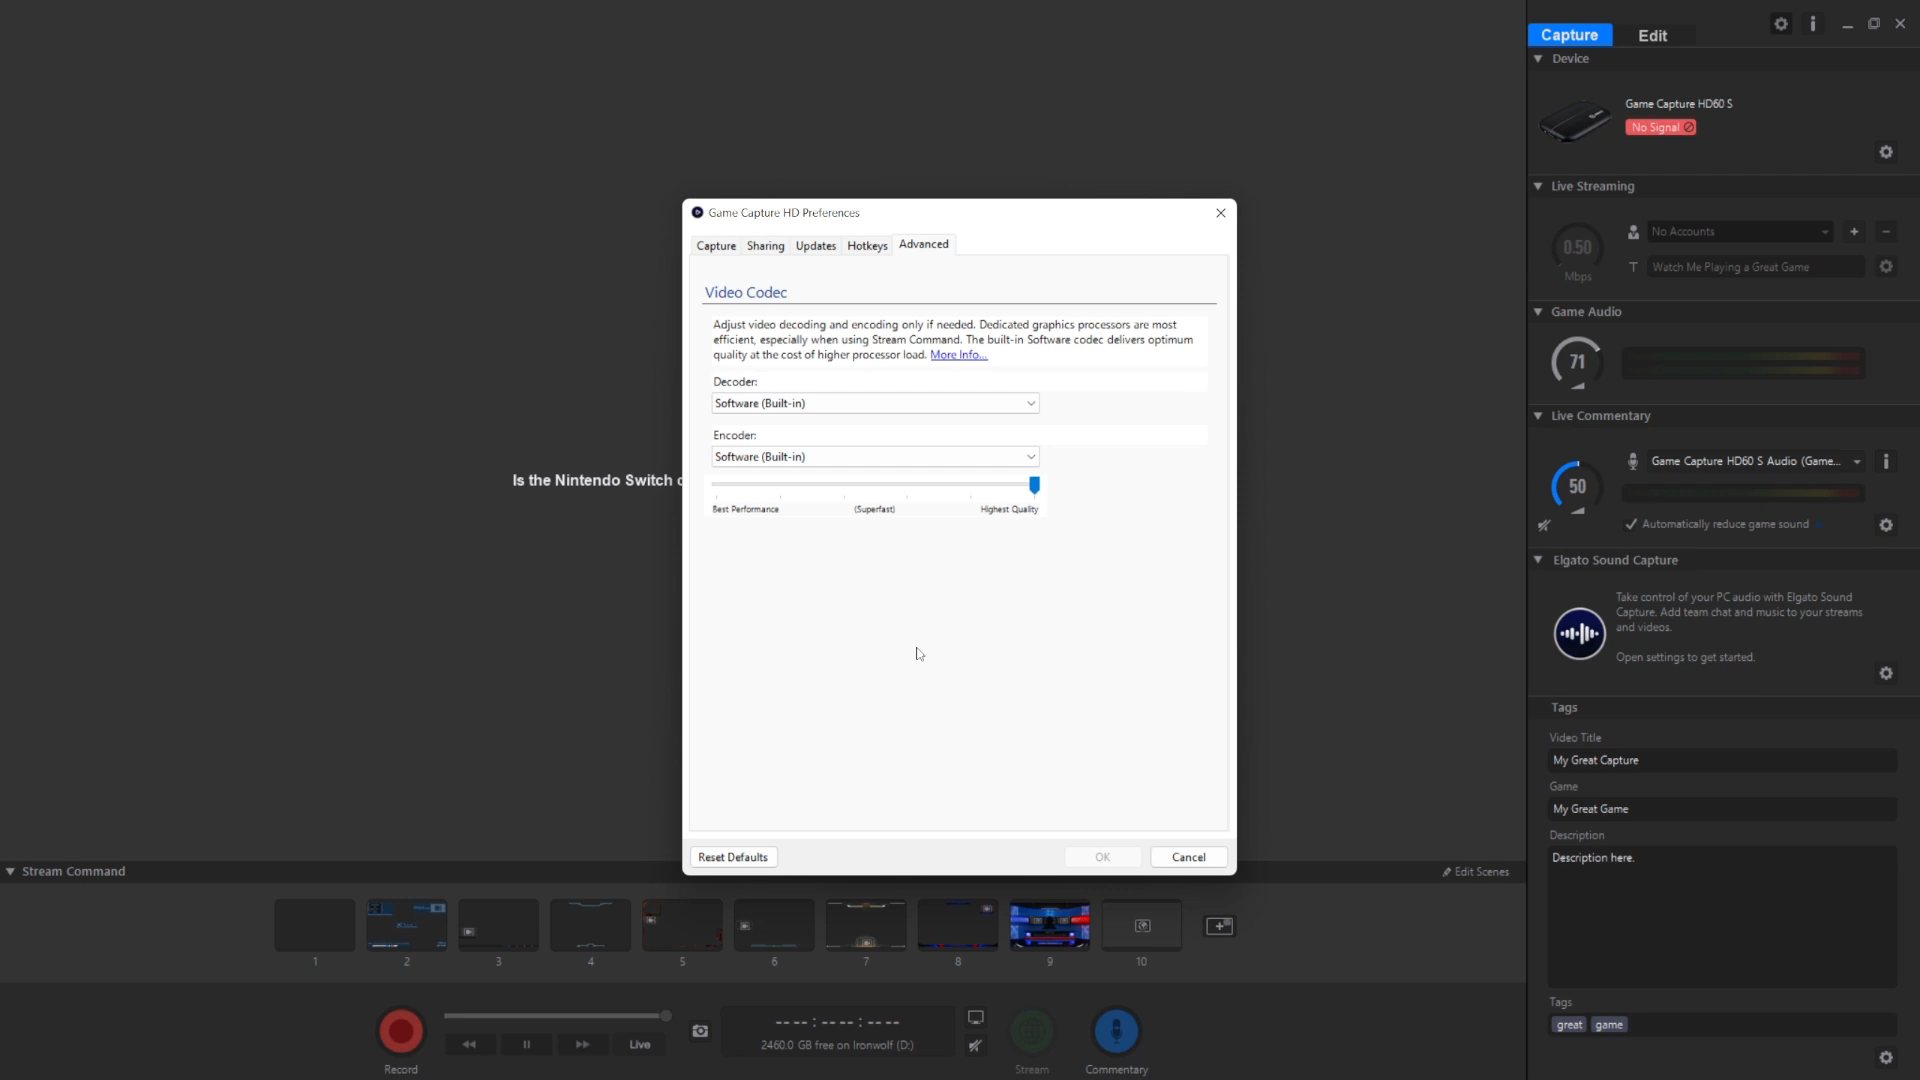 Capture
Edit
Device
Game Capture HD60 S
No Signal
Live Streaming
0.50
Mbps
No Accounts
T
Watch Me Playing a Great Game
Game Audio
71
Live Commentary
50
Game Capture HD60 S Audio (Game...
Automatically reduce game sound
Elgato Sound Capture
Take control of your PC audio with Elgato Sound
Capture. Add team chat and music to your streams
and videos.
Open settings to get started.
Tags
Video Title
My Great Capture
Game
My Great Game
Description
Description here.
Tags
great
game
Is the Nintendo Switch
Game Capture HD Preferences
Capture
Sharing
Updates
Hotkeys
Advanced
Video Codec
Adjust video decoding and encoding only if needed. Dedicated graphics processors are most
efficient, especially when using Stream Command. The built-in Software codec delivers optimum
quality at the cost of higher processor load. More Info...
Decoder:
Software (Built-in)
Encoder:
Software (Built-in)
Best Performance
(Superfast)
Highest Quality
Reset Defaults
OK
Cancel
Stream Command
Edit Scenes
1
2
3
4
5
6
7
8
9
10
Record
Live
----:----:----
2460.0 GB free on Ironwolf (D:)
Stream
Commentary